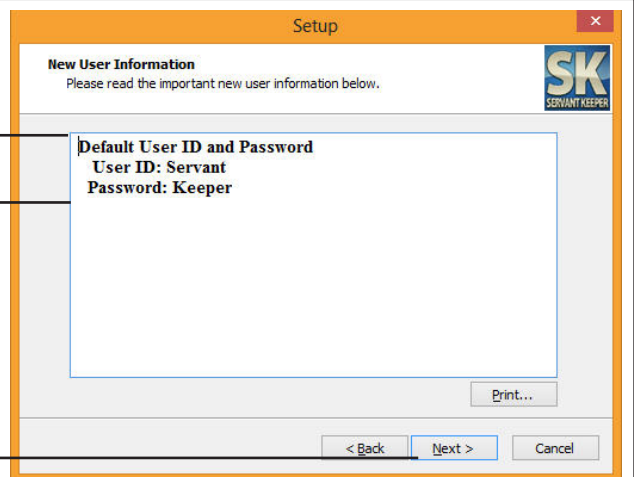 Setup
New User Information
Please read the important new user information below.
SK
SERVANT KEEPER
Default User ID and Password
User ID: Servant
Password: Keeper
Print...
< Back
Next >
Cancel